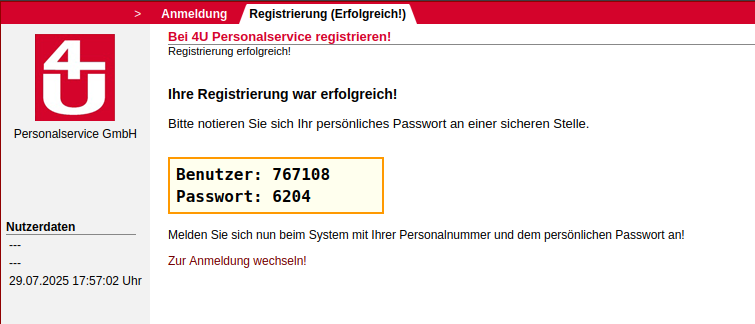 > Anmeldung Registrierung (Erfolgreich!)
4U
Personalservice GmbH
Nutzerdaten
---
---
29.07.2025 17:57:02 Uhr
Bei 4U Personalservice registrieren!
Registrierung erfolgreich!
Ihre Registrierung war erfolgreich!
Bitte notieren Sie sich Ihr persönliches Passwort an einer sicheren Stelle.
Benutzer: 767108
Passwort: 6204
Melden Sie sich nun beim System mit Ihrer Personalnummer und dem persönlichen Passwort an!
Zur Anmeldung wechseln!